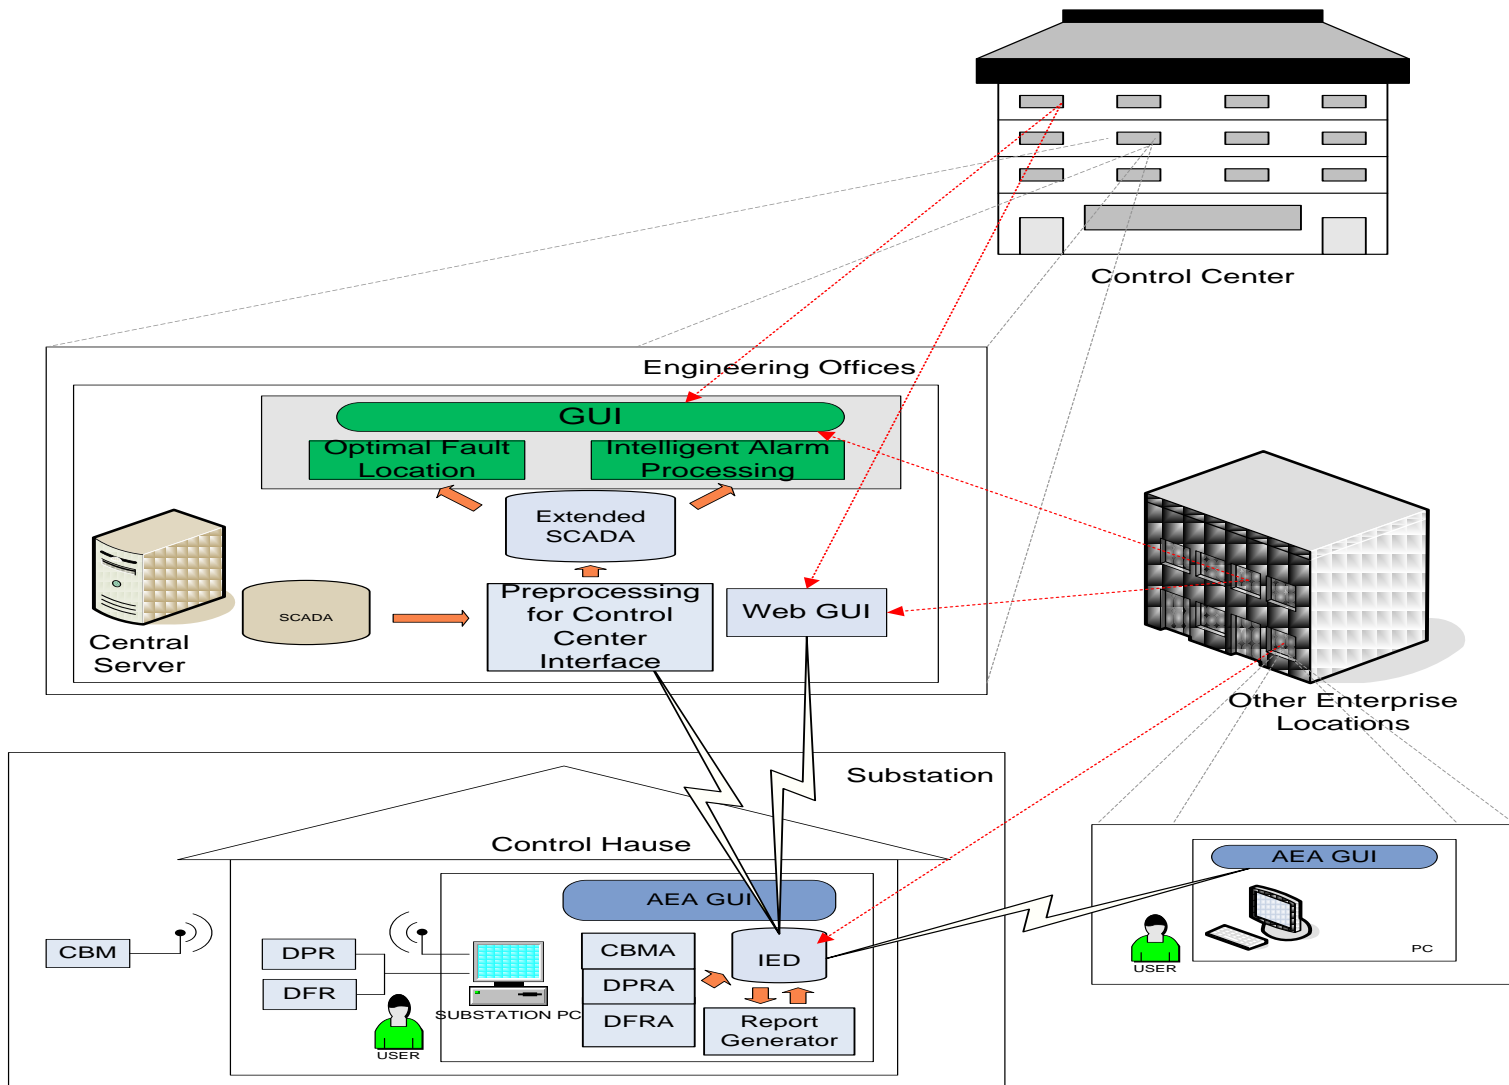 Control Center
Engineering Offices
GUI
Optimal Fault
Location
Intelligent Alarm
Processing
Extended
SCADA
Central
Server
SCADA
Preprocessing
for Control
Center
Interface
Web GUI
Other Enterprise
Locations
Substation
Control Hause
AEA GUI
CBM
DPR
DFR
USER
SUBSTATION PC
CBMA
DPRA
DFRA
IED
Report
Generator
AEA GUI
USER
PC